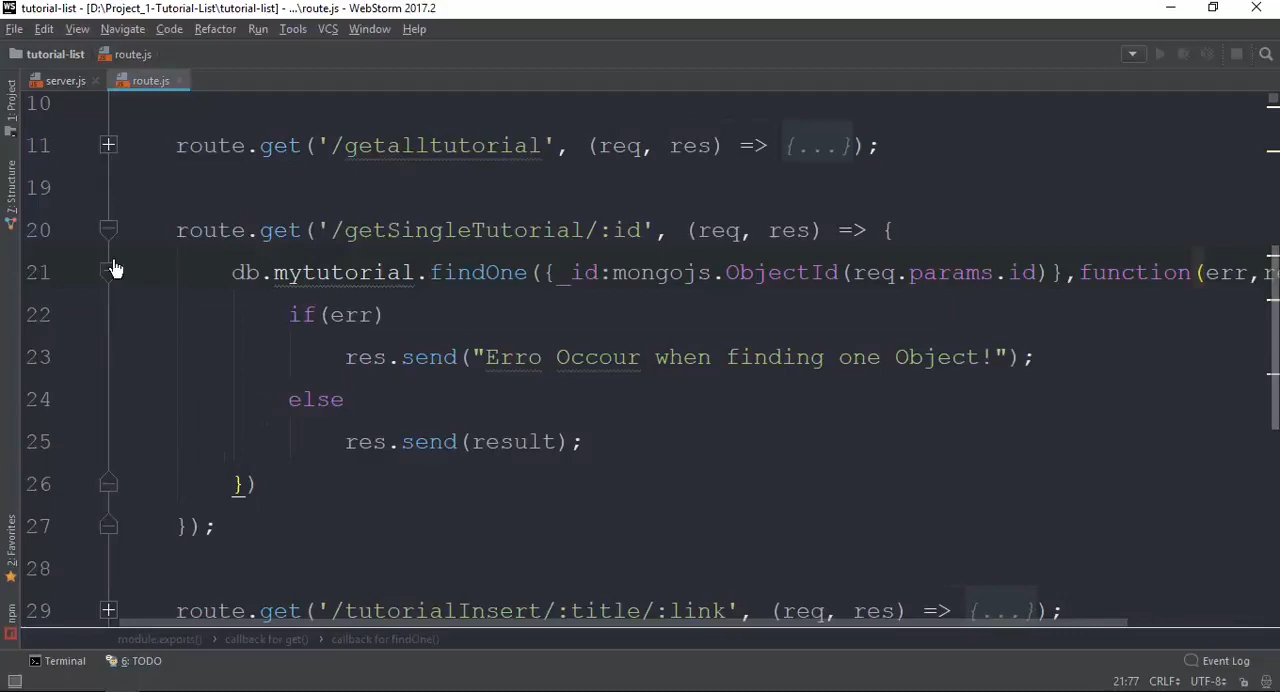 WS tutorial-list - [D:\Project_1-Tutorial-List\tutorial-list] - ...\route.js - WebStorm 2017.2
File Edit View Navigate Code Refactor Run Tools VCS Window Help
tutorial-list route.js
server.js route.js
1: Project
7: Structure
2: Favorites
npm
10
11 route.get('/getalltutorial', (req, res) => {...});
19
20 route.get('/getSingleTutorial/:id', (req, res) => {
21 db.mytutorial.findOne({_id:mongojs.ObjectId(req.params.id)},function(err,r
22 if(err)
23 res.send("Erro Occour when finding one Object!");
24 else
25 res.send(result);
26 })
27 });
28
29 route.get('/tutorialInsert/:title/:link', (req, res) => {...});
module.exports() › callback for get() › callback for findOne()
Terminal 6: TODO Event Log
21:77 CRLF UTF-8